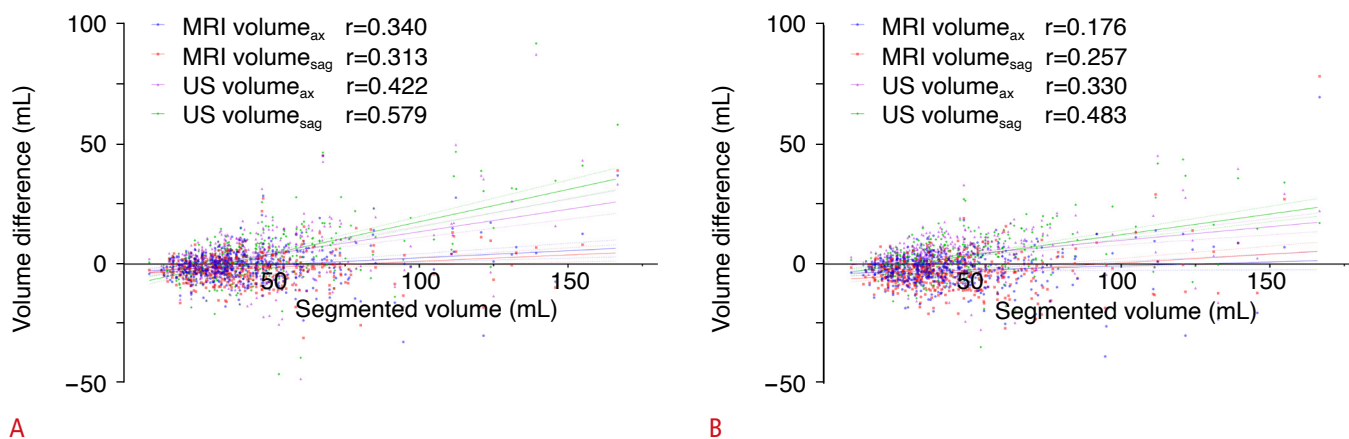 100
50
0
−50
Volume difference (mL)
MRI volumeax r=0.340
MRI volumesag r=0.313
US volumeax r=0.422
US volumesag r=0.579
50
100
150
Segmented volume (mL)
A
100
50
0
−50
Volume difference (mL)
MRI volumeax r=0.176
MRI volumesag r=0.257
US volumeax r=0.330
US volumesag r=0.483
50
100
150
Segmented volume (mL)
B